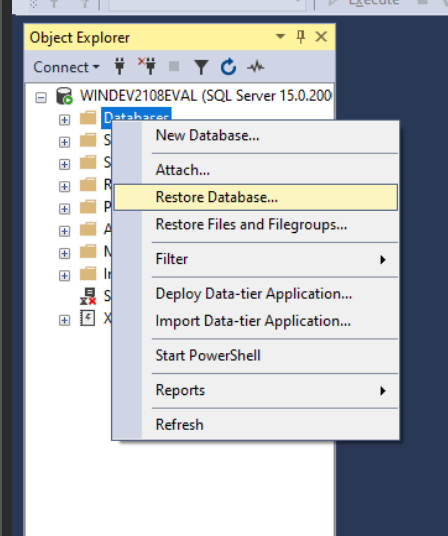 Execute
Object Explorer
Connect
WINDEV2108EVAL (SQL Server 15.0.200
Databases
New Database...
Attach...
Restore Database...
Restore Files and Filegroups...
Filter
Deploy Data-tier Application...
Import Data-tier Application...
Start PowerShell
Reports
Refresh
S
S
R
P
A
M
In
S
X